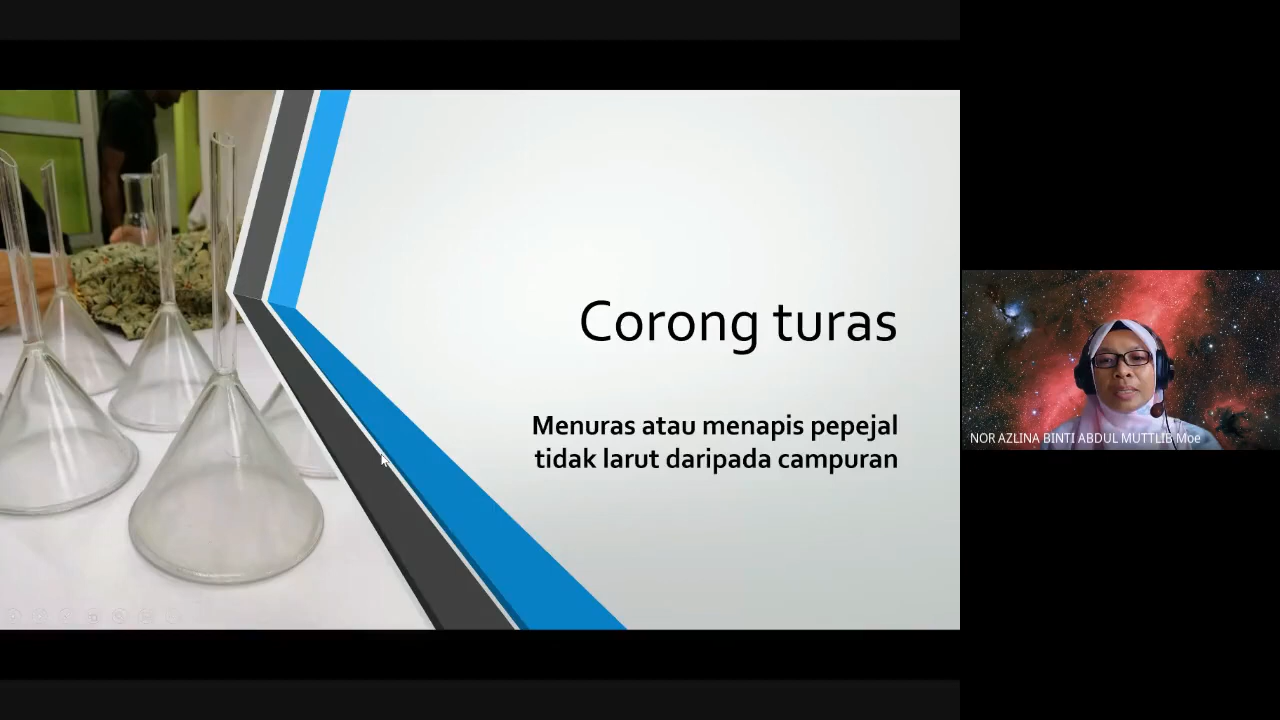 Corong turas
Menuras atau menapis pepejal
tidak larut daripada campuran
NOR AZLINA BINTI ABDUL MUTTLIB Moe